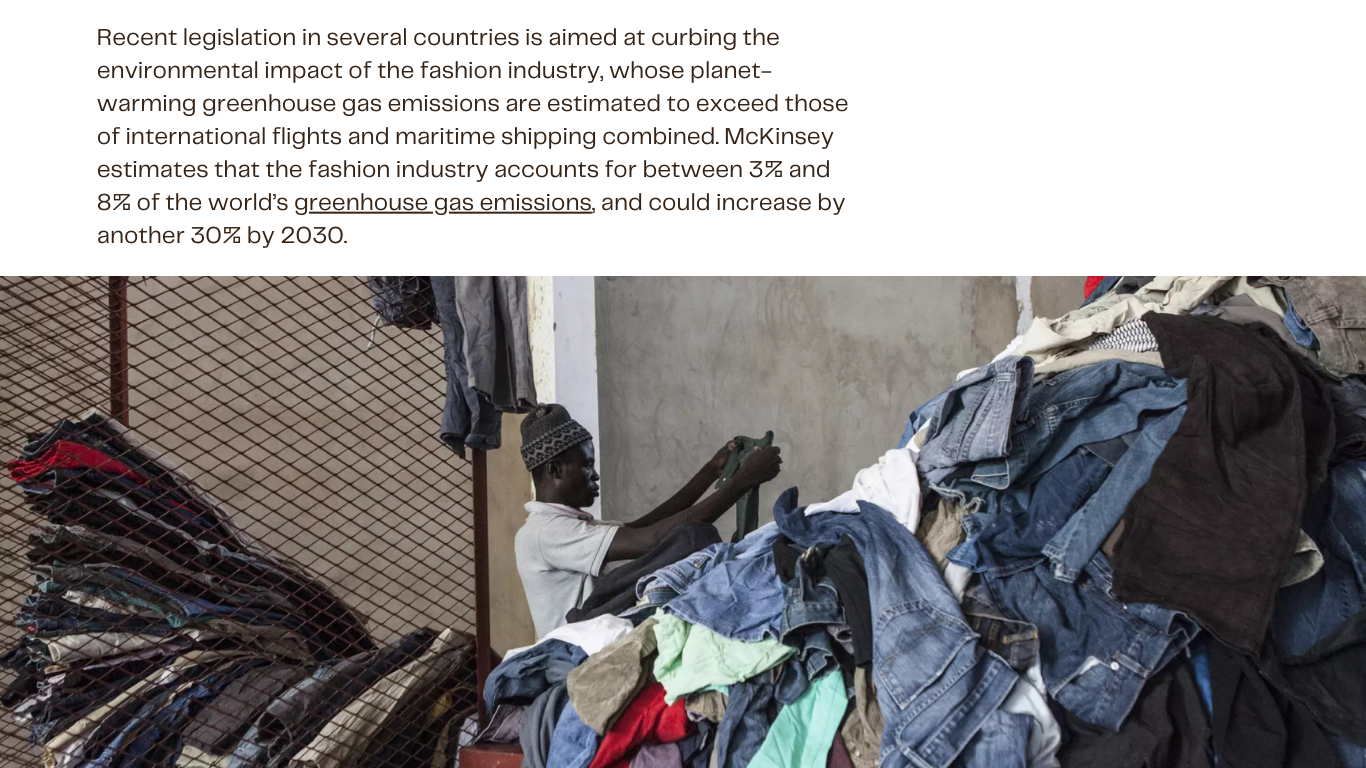 Recent legislation in several countries is aimed at curbing the
environmental impact of the fashion industry, whose planet-
warming greenhouse gas emissions are estimated to exceed those
of international flights and maritime shipping combined. McKinsey
estimates that the fashion industry accounts for between 3% and
8% of the world’s greenhouse gas emissions, and could increase by
another 30% by 2030.